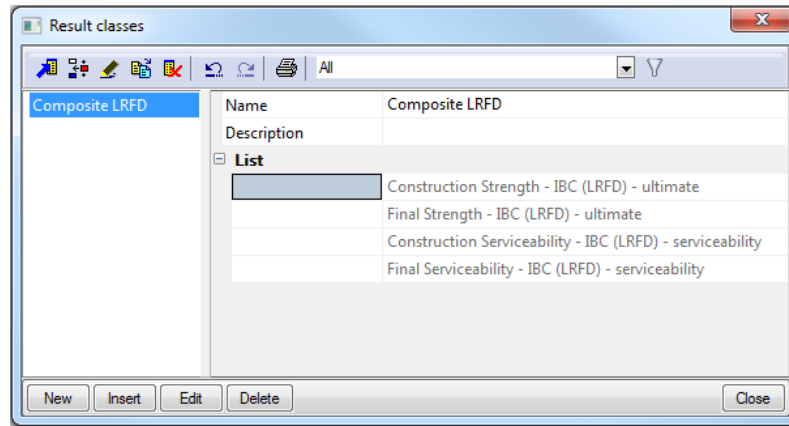 Result classes
All
Composite LRFD
Name Composite LRFD
Description
List
Construction Strength - IBC (LRFD) - ultimate
Final Strength - IBC (LRFD) - ultimate
Construction Serviceability - IBC (LRFD) - serviceability
Final Serviceability - IBC (LRFD) - serviceability
New Insert Edit Delete Close